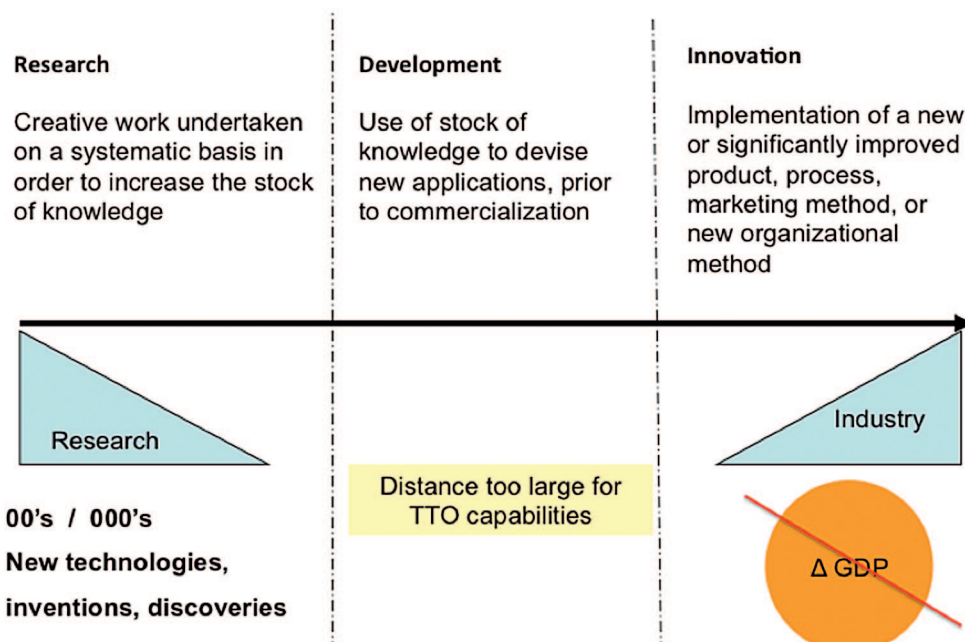 Research
Creative work undertaken
on a systematic basis in
order to increase the stock
of knowledge
Development
Use of stock of
knowledge to devise
new applications, prior
to commercialization
Innovation
Implementation of a new
or significantly improved
product, process,
marketing method, or
new organizational
method
Research
Industry
00's / 000's
New technologies,
inventions, discoveries
Distance too large for
TTO capabilities
Δ GDP